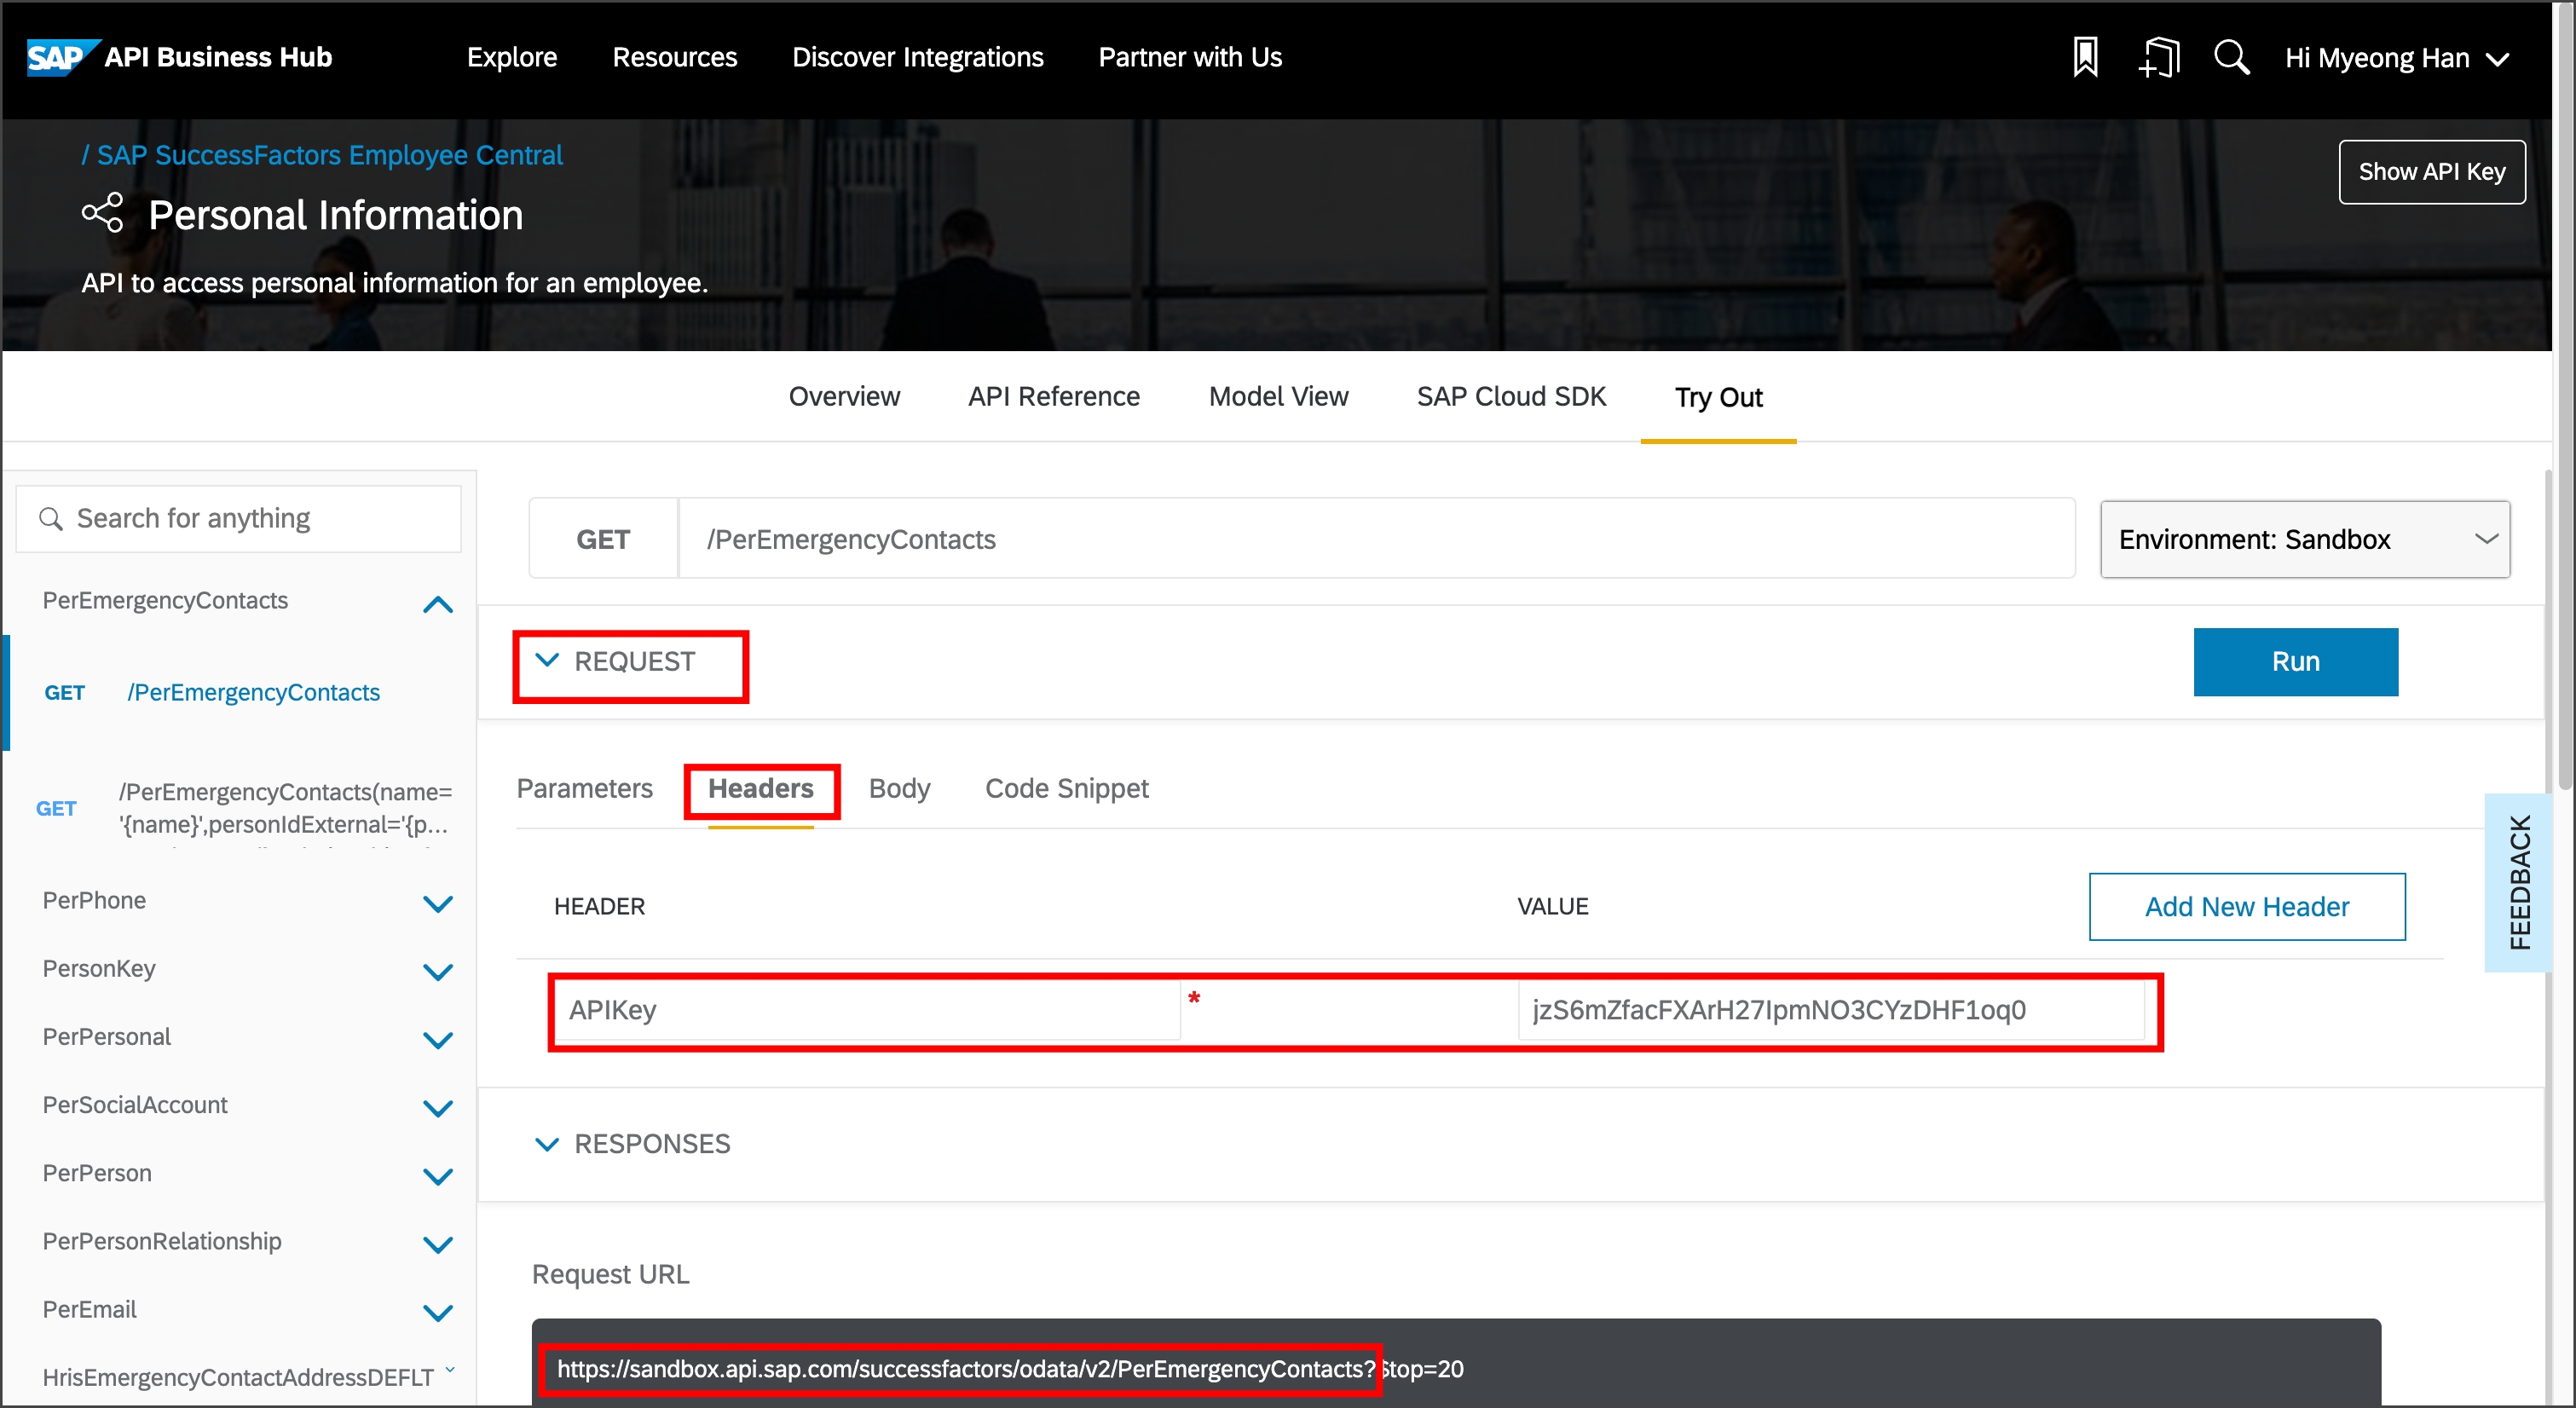 SAP API Business Hub Explore Resources Discover Integrations Partner with Us Hi Myeong Han
/ SAP SuccessFactors Employee Central
Show API Key
Personal Information
API to access personal information for an employee.
Overview API Reference Model View SAP Cloud SDK Try Out
Search for anything
PerEmergencyContacts
GET /PerEmergencyContacts
GET /PerEmergencyContacts(name=
'{name}',personIdExternal='{p...
PerPhone
PersonKey
PerPersonal
PerSocialAccount
PerPerson
PerPersonRelationship
PerEmail
HrisEmergencyContactAddressDEFLT
GET /PerEmergencyContacts Environment: Sandbox
REQUEST Run
Parameters Headers Body Code Snippet
HEADER VALUE Add New Header
APIKey * jzS6mZfacFXArH27IpmNO3CYzDHF1oq0
RESPONSES
Request URL
https://sandbox.api.sap.com/successfactors/odata/v2/PerEmergencyContacts?$top=20
FEEDBACK